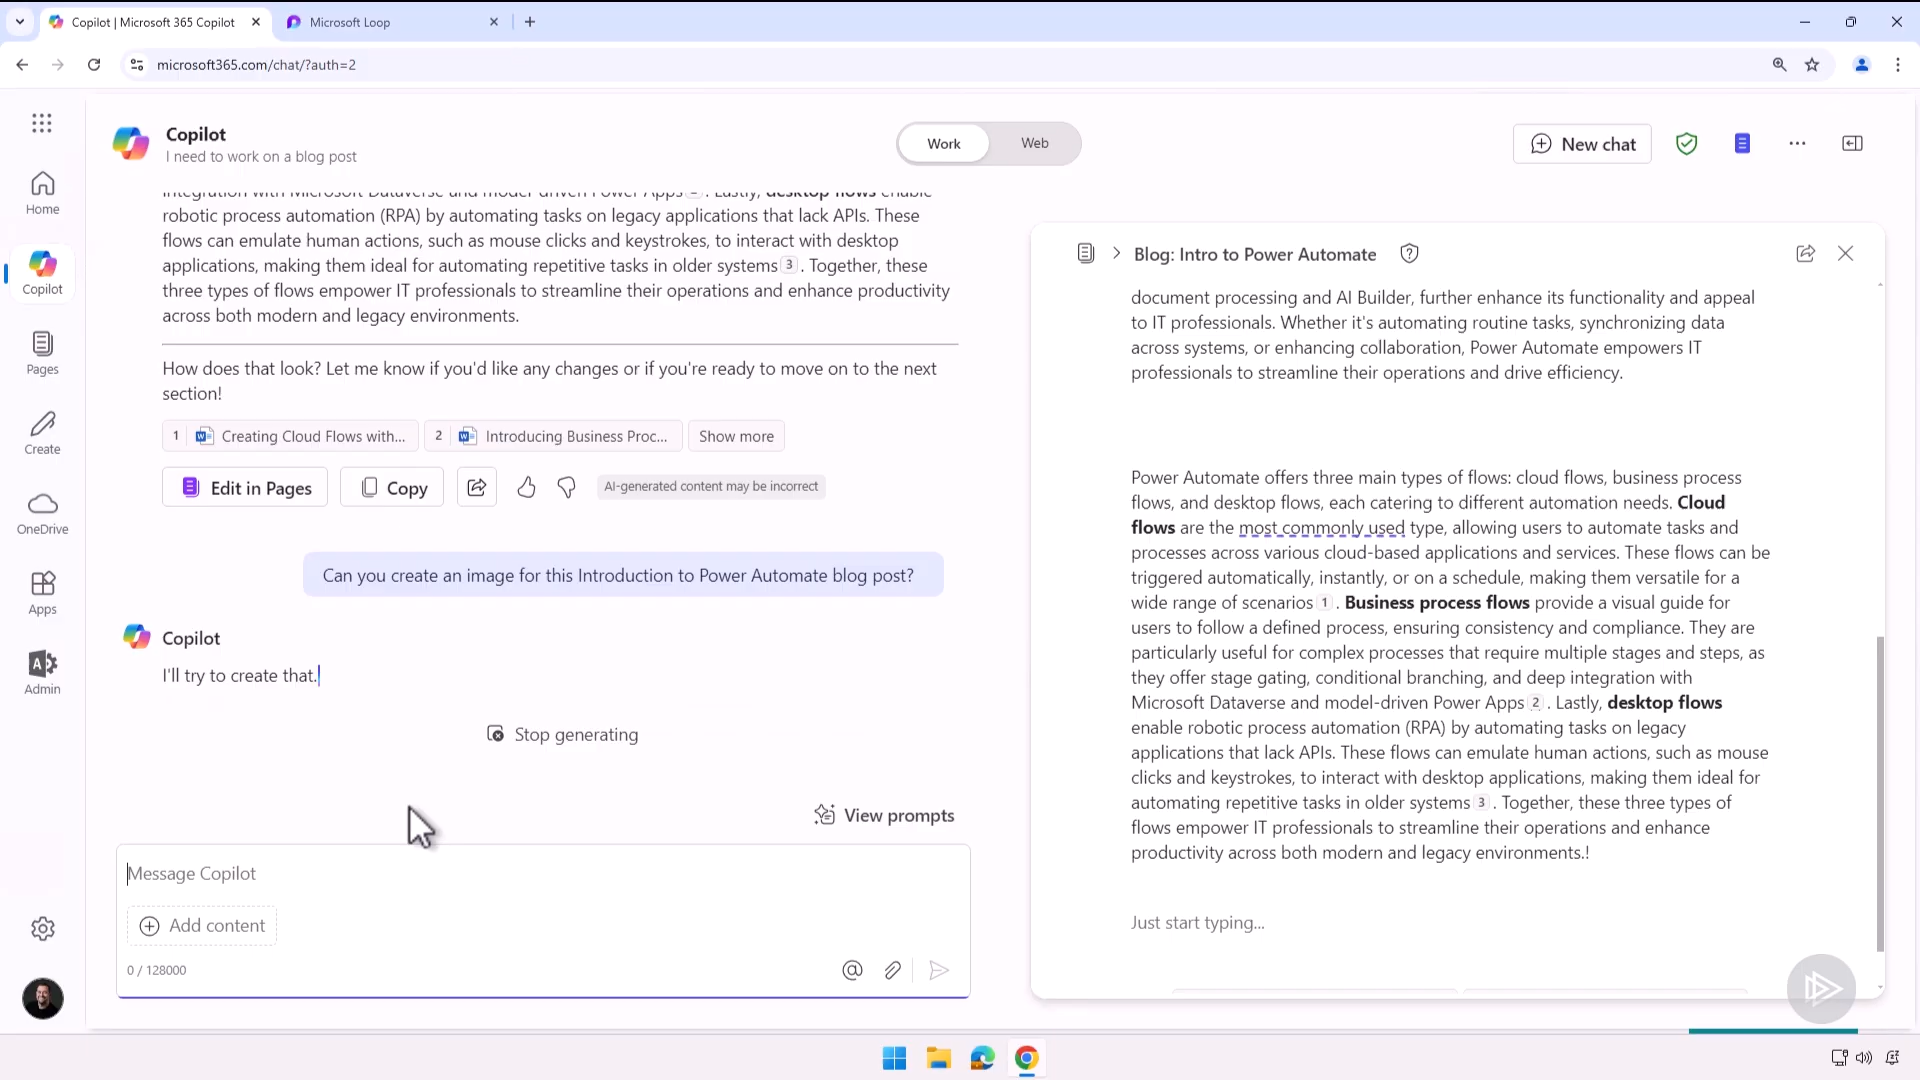 Copilot | Microsoft 365 Copilot
Microsoft Loop
microsoft365.com/chat/?auth=2
Copilot
I need to work on a blog post
Work
Web
New chat
Home
Copilot
Pages
Create
OneDrive
Apps
Admin
integration with Microsoft Dataverse and model-driven Power Apps 2 . Lastly, desktop flows enable
robotic process automation (RPA) by automating tasks on legacy applications that lack APIs. These
flows can emulate human actions, such as mouse clicks and keystrokes, to interact with desktop
applications, making them ideal for automating repetitive tasks in older systems 3 . Together, these
three types of flows empower IT professionals to streamline their operations and enhance productivity
across both modern and legacy environments.
How does that look? Let me know if you'd like any changes or if you're ready to move on to the next
section!
1 Creating Cloud Flows with...
2 Introducing Business Proc...
Show more
Edit in Pages
Copy
AI-generated content may be incorrect
Can you create an image for this Introduction to Power Automate blog post?
Copilot
I'll try to create that.
Stop generating
View prompts
Message Copilot
Add content
0 / 128000
Blog: Intro to Power Automate
document processing and AI Builder, further enhance its functionality and appeal
to IT professionals. Whether it's automating routine tasks, synchronizing data
across systems, or enhancing collaboration, Power Automate empowers IT
professionals to streamline their operations and drive efficiency.
Power Automate offers three main types of flows: cloud flows, business process
flows, and desktop flows, each catering to different automation needs. Cloud
flows are the most commonly used type, allowing users to automate tasks and
processes across various cloud-based applications and services. These flows can be
triggered automatically, instantly, or on a schedule, making them versatile for a
wide range of scenarios 1 . Business process flows provide a visual guide for
users to follow a defined process, ensuring consistency and compliance. They are
particularly useful for complex processes that require multiple stages and steps, as
they offer stage gating, conditional branching, and deep integration with
Microsoft Dataverse and model-driven Power Apps 2 . Lastly, desktop flows
enable robotic process automation (RPA) by automating tasks on legacy
applications that lack APIs. These flows can emulate human actions, such as mouse
clicks and keystrokes, to interact with desktop applications, making them ideal for
automating repetitive tasks in older systems 3 . Together, these three types of
flows empower IT professionals to streamline their operations and enhance
productivity across both modern and legacy environments.!
Just start typing...